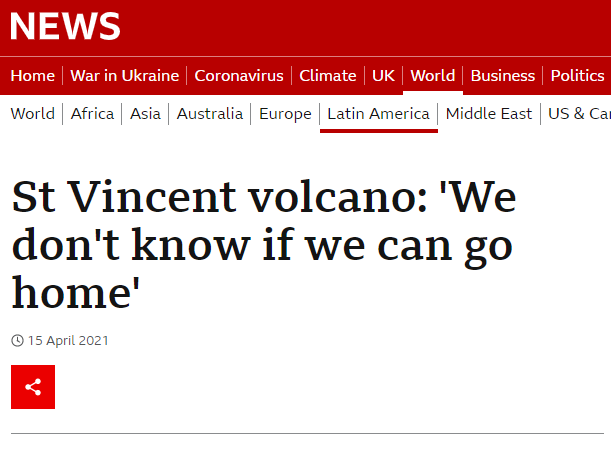 NEWS
Home War in Ukraine Coronavirus Climate UK World Business Politics
World Africa Asia Australia Europe Latin America Middle East US &
St Vincent volcano: 'We
don't know if we can go
home'
15 April 2021